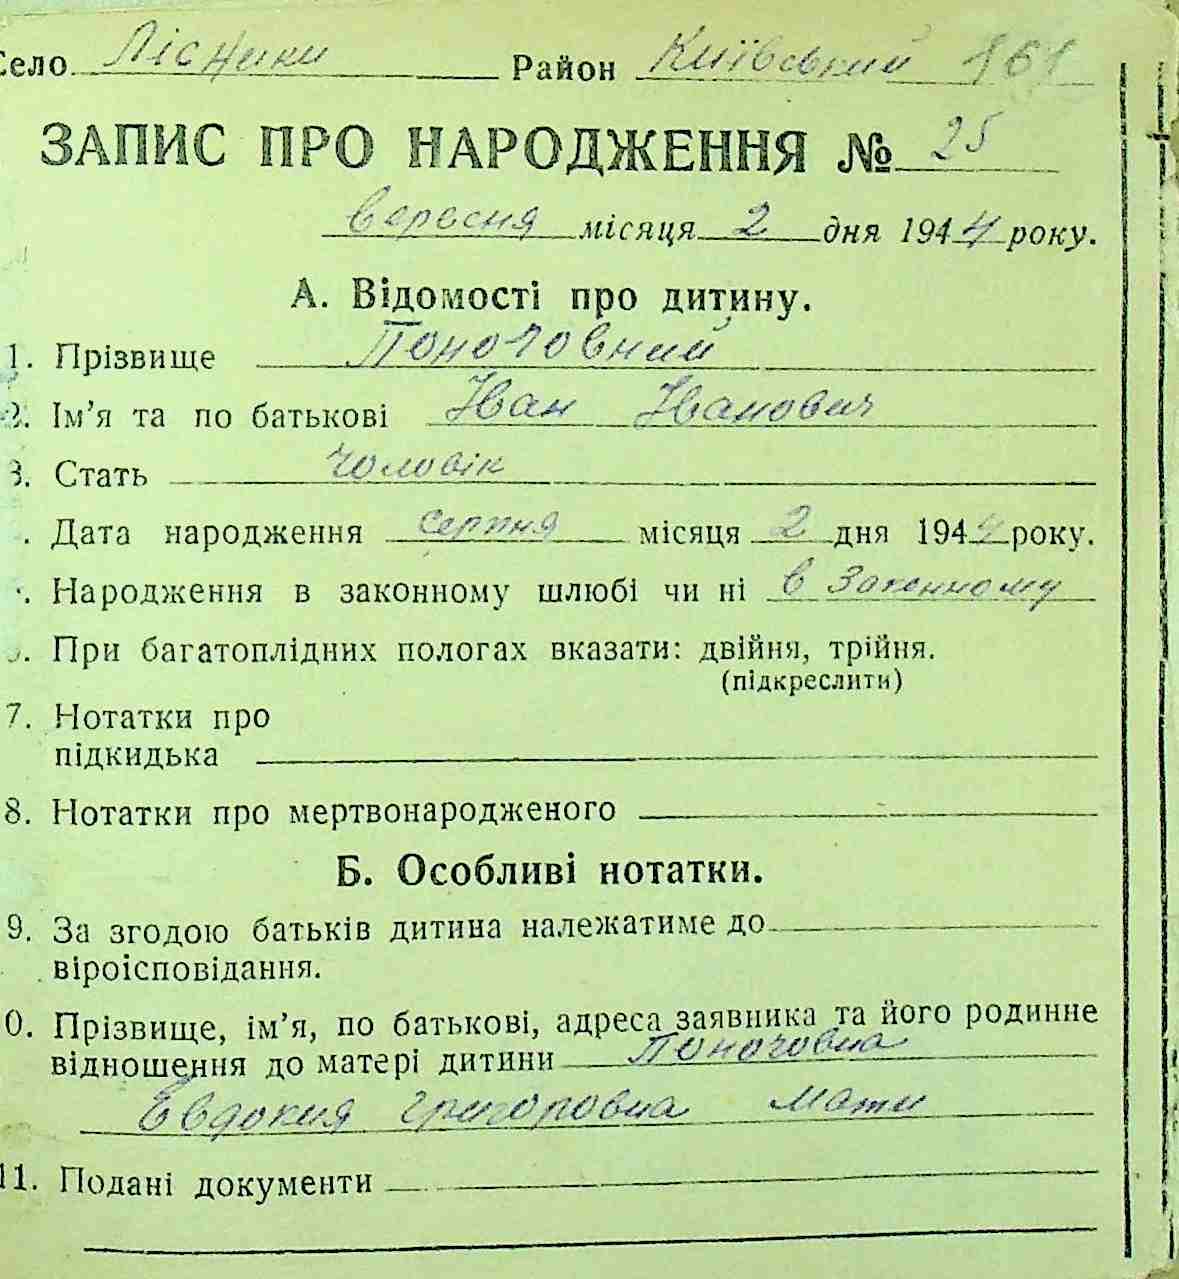 Село Лісники Район Київський 161
ЗАПИС ПРО НАРОДЖЕННЯ № 25
вересня місяця 2 дня 1944 року.
А. Відомості про дитину.
1. Прізвище Поночовний
2. Ім’я та по батькові Іван Іванович
3. Стать Чоловік
. Дата народження серпня місяця 2 дня 1944 року.
. Народження в законному шлюбі чи ні в законному
. При багатоплідних пологах вказати: двійня, трійня.
(підкреслити)
7. Нотатки про
підкидька
8. Нотатки про мертвонародженого
Б. Особливі нотатки.
9. За згодою батьків дитина належатиме до
віроісповідання.
0. Прізвище, ім’я, по батькові, адреса заявника та його родинне
відношення до матері дитини Поночовна
Евдокия Григоровна мати
11. Подані документи